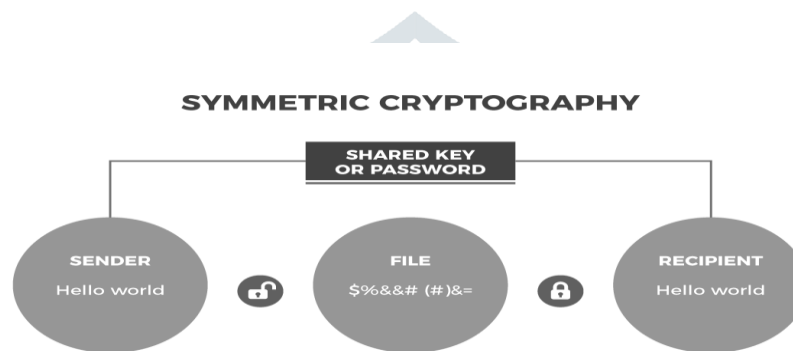 SYMMETRIC CRYPTOGRAPHY
SHARED KEY
OR PASSWORD
SENDER
Hello world
FILE
$%&&# (#)&=
RECIPIENT
Hello world